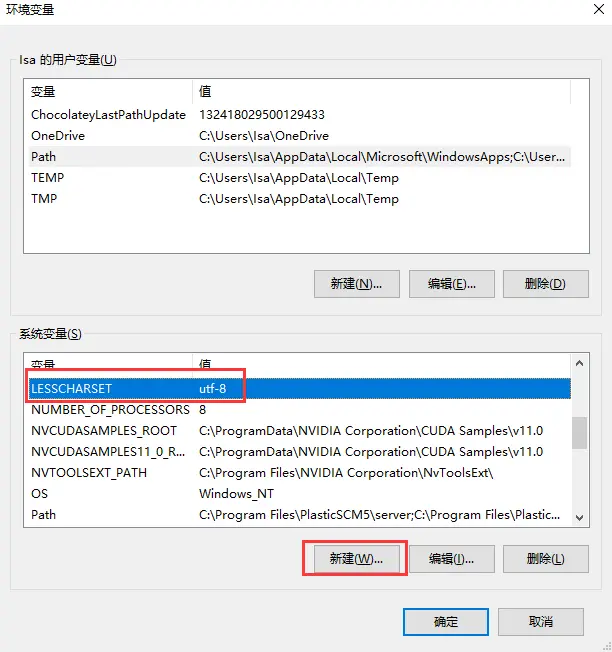 环境变量
Isa 的用户变量(U)
变量 值
ChocolateyLastPathUpdate 132418029500129433
OneDrive C:\Users\Isa\OneDrive
Path C:\Users\Isa\AppData\Local\Microsoft\WindowsApps;C:\User...
TEMP C:\Users\Isa\AppData\Local\Temp
TMP C:\Users\Isa\AppData\Local\Temp
新建(N)... 编辑(E)... 删除(D)
系统变量(S)
变量 值
LESSCHARSET utf-8
NUMBER_OF_PROCESSORS 8
NVCUDASAMPLES_ROOT C:\ProgramData\NVIDIA Corporation\CUDA Samples\v11.0
NVCUDASAMPLES11_0_R... C:\ProgramData\NVIDIA Corporation\CUDA Samples\v11.0
NVTOOLSEXT_PATH C:\Program Files\NVIDIA Corporation\NvToolsExt\
OS Windows_NT
Path C:\Program Files\PlasticSCM5\server;C:\Program Files\Plastic...
新建(W)... 编辑(I)... 删除(L)
确定 取消